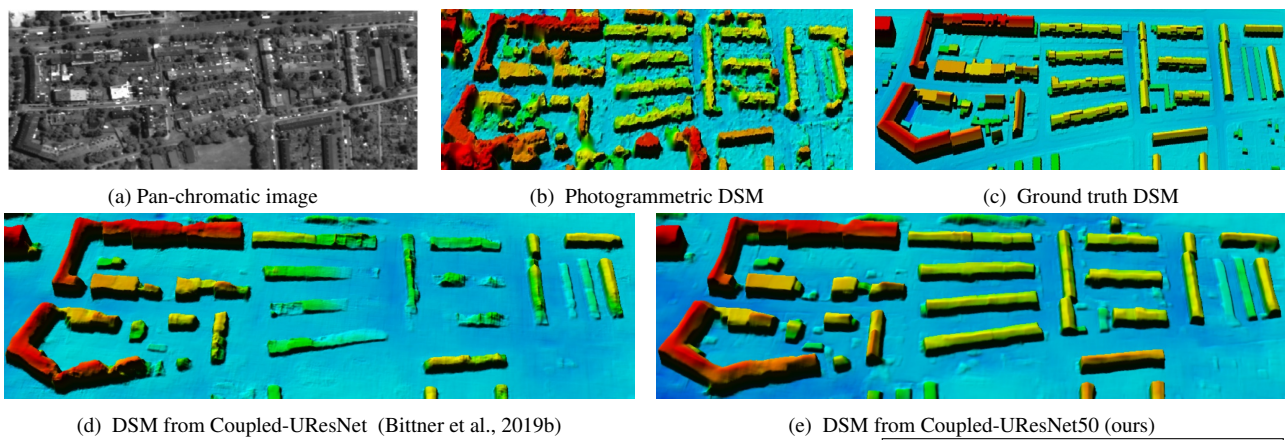 (a) Pan-chromatic image
(b) Photogrammetric DSM
(c) Ground truth DSM
(d) DSM from Coupled-UResNet (Bittner et al., 2019b)
(e) DSM from Coupled-UResNet50 (ours)